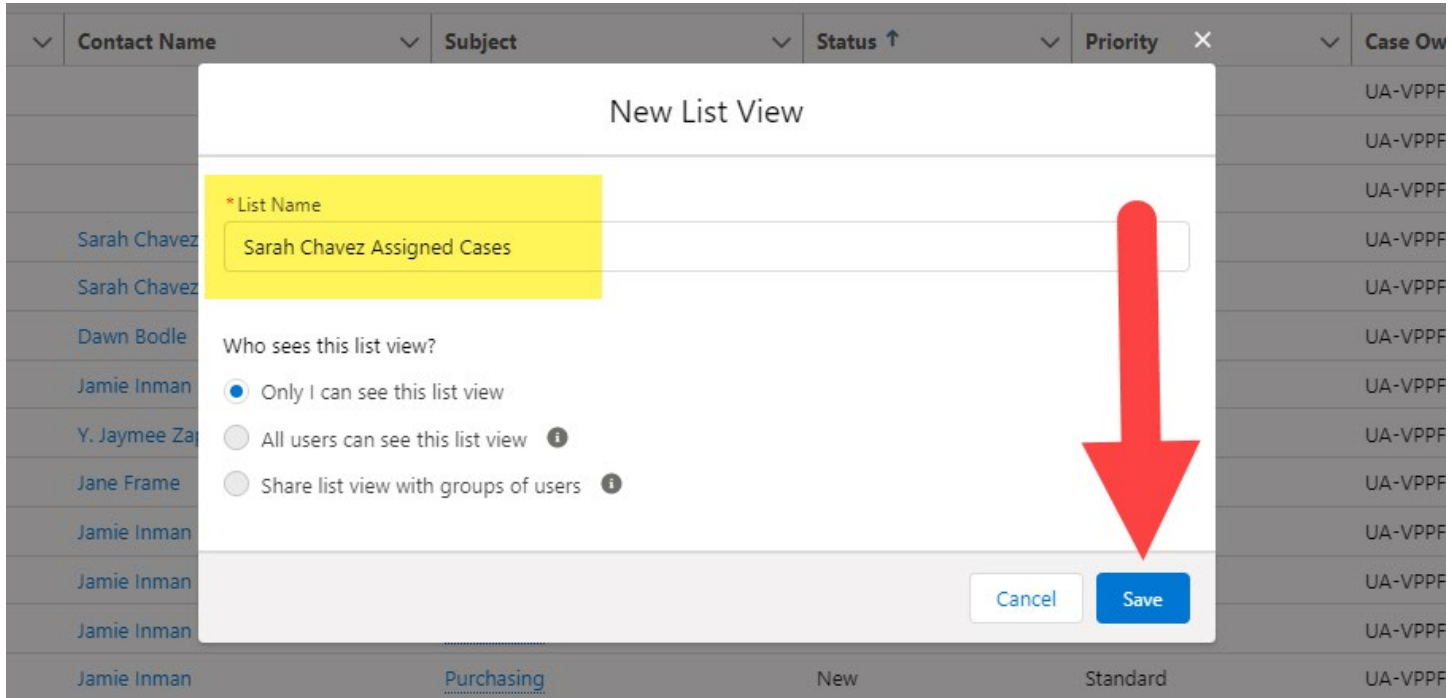 Contact Name Subject Status ↑ Priority × Case Ow
New List View
UA-VPPF
UA-VPPF
UA-VPPF
* List Name
Sarah Chavez Sarah Chavez Assigned Cases UA-VPPF
Sarah Chavez UA-VPPF
Dawn Bodle Who sees this list view? UA-VPPF
Jamie Inman Only I can see this list view UA-VPPF
Y. Jaymee Zap All users can see this list view UA-VPPF
Jane Frame Share list view with groups of users UA-VPPF
Jamie Inman UA-VPPF
Jamie Inman Cancel Save UA-VPPF
Jamie Inman UA-VPPF
Jamie Inman Purchasing New Standard UA-VPPF